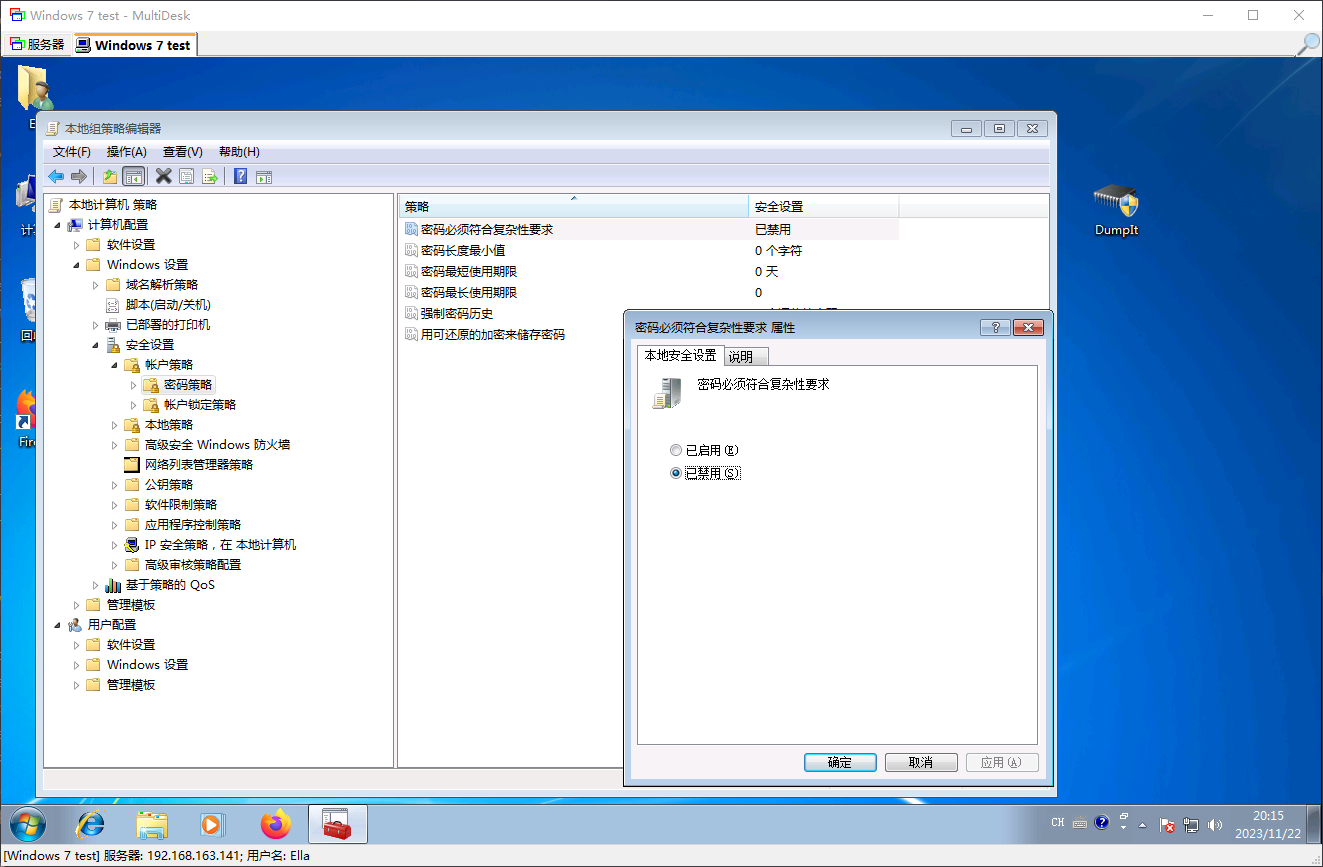 Windows 7 test - MultiDesk
服务器
Windows 7 test
本地组策略编辑器
文件(F) 操作(A) 查看(V) 帮助(H)
本地计算机 策略
计算机配置
软件设置
Windows 设置
域名解析策略
脚本(启动/关机)
已部署的打印机
安全设置
帐户策略
密码策略
帐户锁定策略
本地策略
高级安全 Windows 防火墙
网络列表管理器策略
公钥策略
软件限制策略
应用程序控制策略
IP 安全策略，在 本地计算机
高级审核策略配置
基于策略的 QoS
管理模板
用户配置
软件设置
Windows 设置
管理模板
策略 安全设置
密码必须符合复杂性要求 已禁用
密码长度最小值 0 个字符
密码最短使用期限 0 天
密码最长使用期限 0
强制密码历史
用可还原的加密来储存密码
密码必须符合复杂性要求 属性
本地安全设置 说明
密码必须符合复杂性要求
已启用(E)
已禁用(S)
确定 取消 应用(A)
DumpIt
CH
20:15
2023/11/22
[Windows 7 test] 服务器: 192.168.163.141; 用户名: Ella